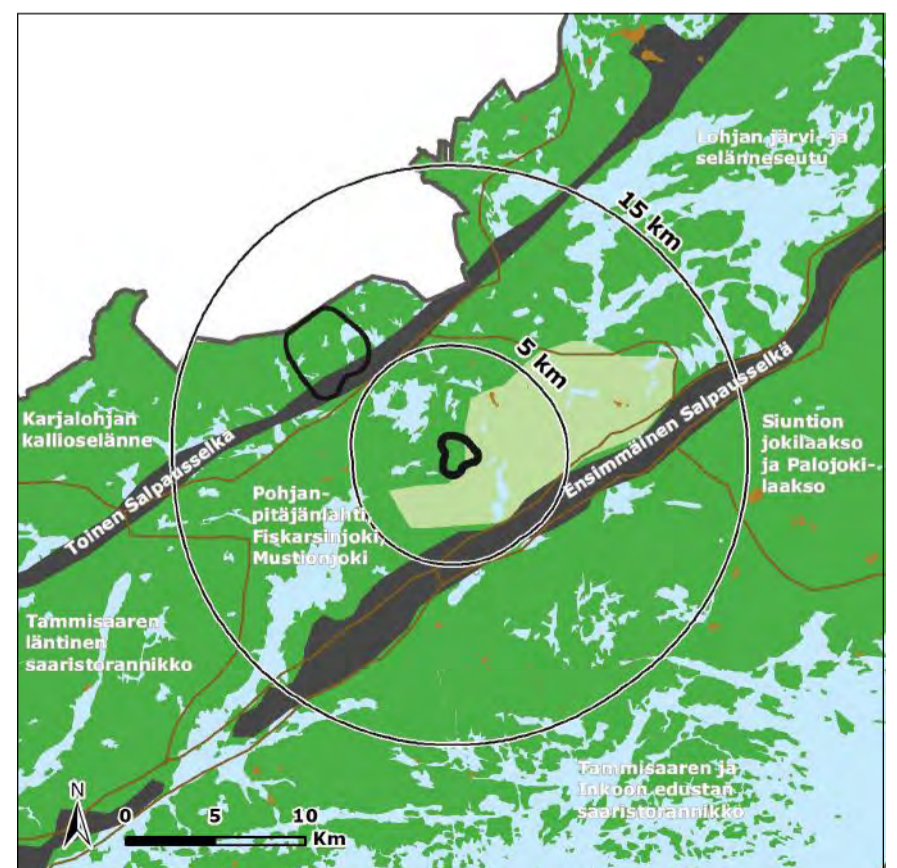 Lohjan järvi- ja
selänneseutu
15 km
5 km
Karjalohjan
kallioselänne
Toinen Salpausselkä
Ensimmäinen Salpausselkä
Siuntion
jokilaakso
ja Palojoki-
laakso
Pohjan-
pitäjänlahti,
Fiskarsinjoki,
Mustionjoki
Tammisaaren
läntinen
saaristorannikko
Tammisaaren ja
Inkoon edustan
saaristorannikko
N
0 5 10
Km